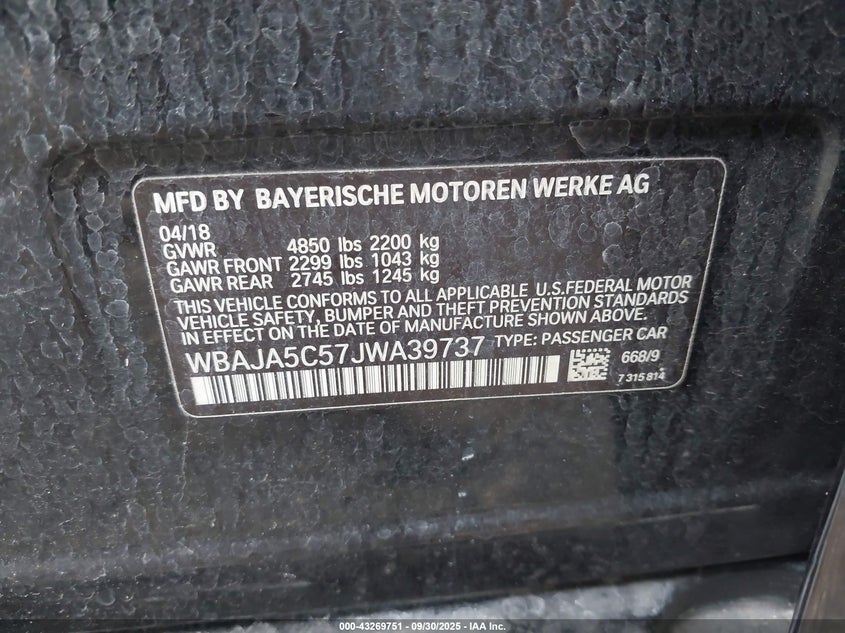 MFD BY BAYERISCHE MOTOREN WERKE AG
04/18
GVWR 4850 lbs 2200 kg
GAWR FRONT 2299 lbs 1043 kg
GAWR REAR 2745 lbs 1245 kg
THIS VEHICLE CONFORMS TO ALL APPLICABLE U.S.FEDERAL MOTOR
VEHICLE SAFETY, BUMPER AND THEFT PREVENTION STANDARDS
IN EFFECT ON THE DATE OF MANUFACTURE SHOWN ABOVE.
WBAJA5C57JWA39737 TYPE: PASSENGER CAR
668/9
7 315 814
000-43269751 - 09/30/2025 - IAA Inc.